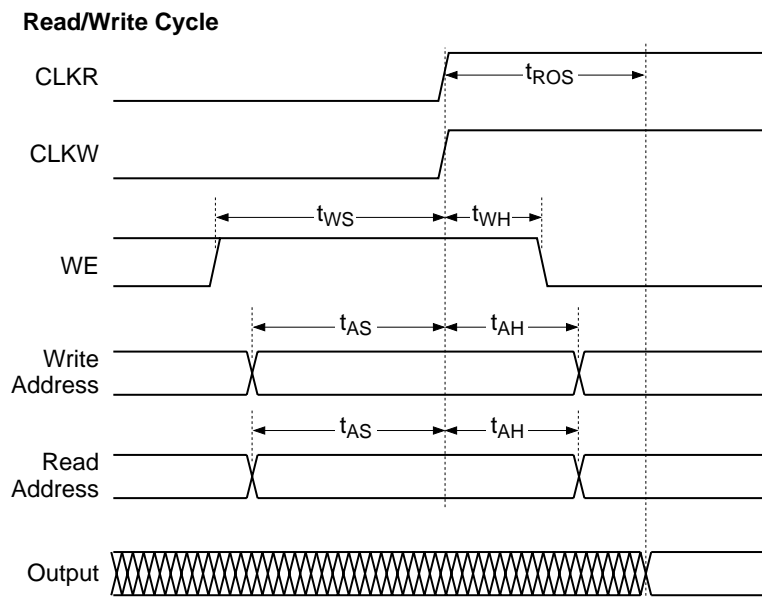 Read/Write Cycle
CLKR
tROS
CLKW
tWS
tWH
WE
tAS
tAH
Write
Address
tAS
tAH
Read
Address
Output